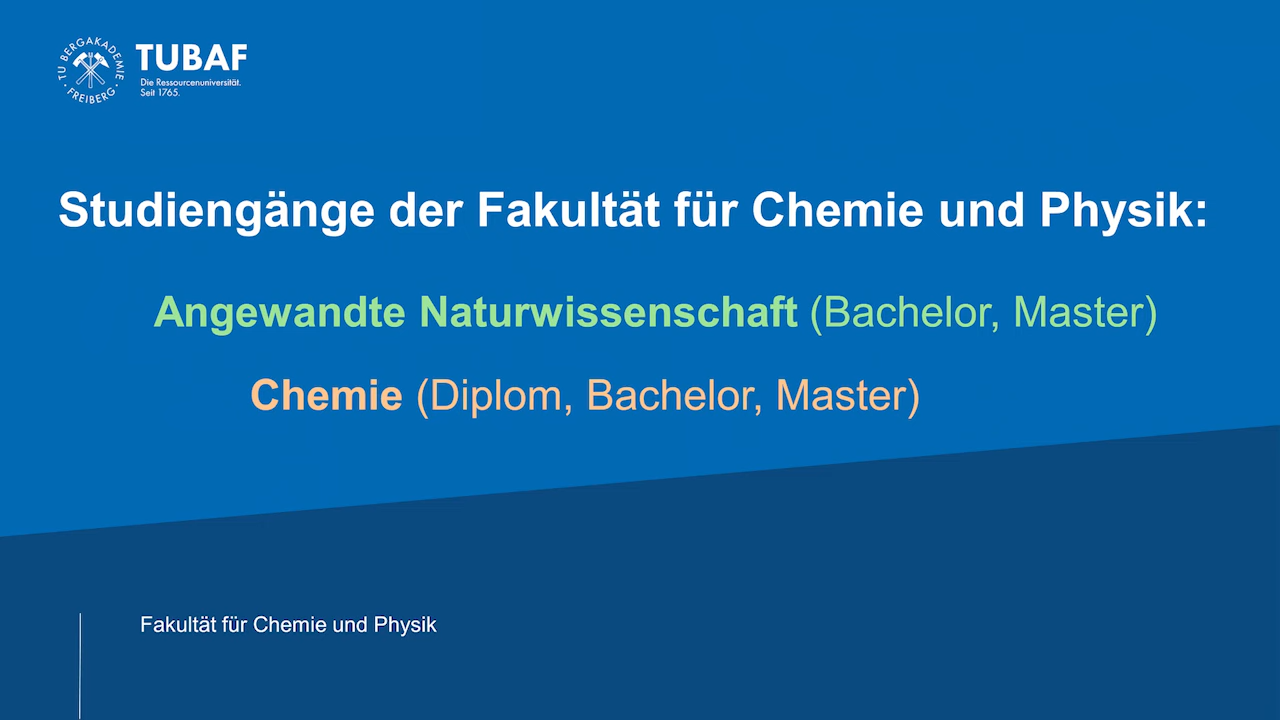 TU BERGAKADEMIE
FREIBERG
TUBAF
Die Ressourcenuniversität.
Seit 1765.
Studiengänge der Fakultät für Chemie und Physik:
Angewandte Naturwissenschaft (Bachelor, Master)
Chemie (Diplom, Bachelor, Master)
Fakultät für Chemie und Physik